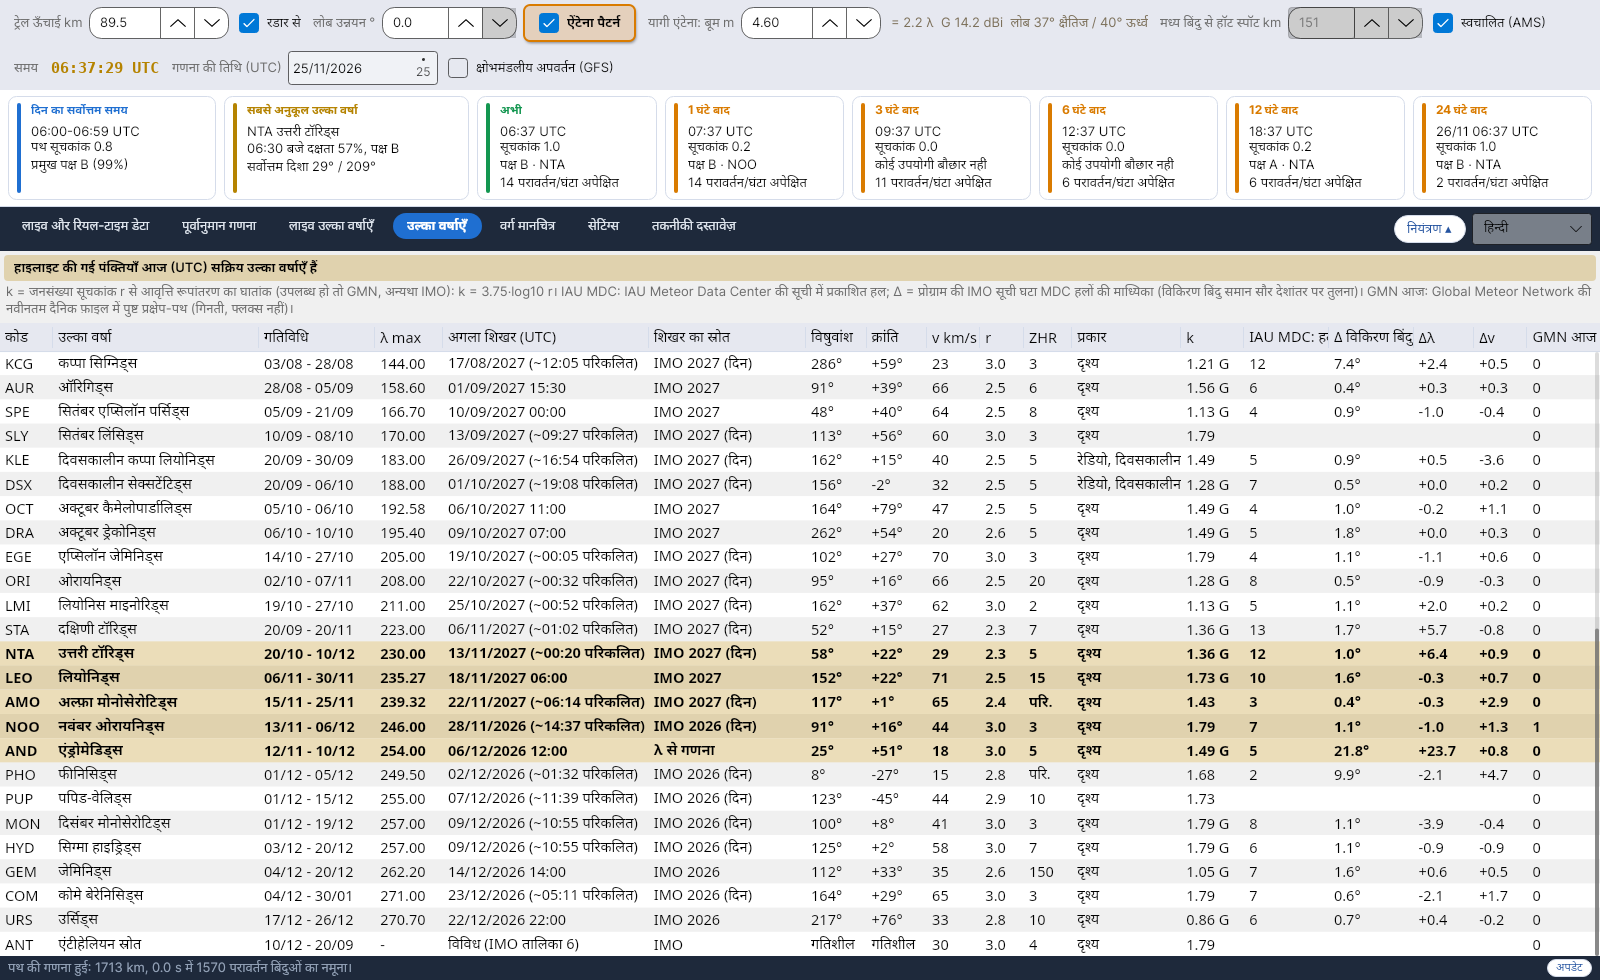 ट्रेल ऊँचाई km 89.5 रडार से लोब उन्नयन ° 0.0 ऐंटेना पैटर्न यागी एंटेना: बूम m 4.60 = 2.2 λ G 14.2 dBi लोब 37° क्षैतिज / 40° ऊर्ध्व मध्य बिंदु से हॉट स्पॉट km 151 स्वचालित (AMS)
समय 06:37:29 UTC गणना की तिथि (UTC) 25/11/2026 25 क्षोभमंडलीय अपवर्तन (GFS)
दिन का सर्वोत्तम समय
06:00-06:59 UTC
पथ सूचकांक 0.8
प्रमुख पक्ष B (99%)
सबसे अनुकूल उल्का वर्षा
NTA उत्तरी टॉरिड्स
06:30 बजे दक्षता 57%, पक्ष B
सर्वोत्तम दिशा 29° / 209°
अभी
06:37 UTC
सूचकांक 1.0
पक्ष B · NTA
14 परावर्तन/घंटा अपेक्षित
1 घंटे बाद
07:37 UTC
सूचकांक 0.2
पक्ष B · NOO
14 परावर्तन/घंटा अपेक्षित
3 घंटे बाद
09:37 UTC
सूचकांक 0.0
कोई उपयोगी बौछार नहीं
11 परावर्तन/घंटा अपेक्षित
6 घंटे बाद
12:37 UTC
सूचकांक 0.0
कोई उपयोगी बौछार नहीं
6 परावर्तन/घंटा अपेक्षित
12 घंटे बाद
18:37 UTC
सूचकांक 0.2
पक्ष A · NTA
6 परावर्तन/घंटा अपेक्षित
24 घंटे बाद
26/11 06:37 UTC
सूचकांक 1.0
पक्ष B · NTA
2 परावर्तन/घंटा अपेक्षित
लाइव और रियल-टाइम डेटा पूर्वानुमान गणना लाइव उल्का वर्षाएँ उल्का वर्षाएँ वर्ग मानचित्र सेटिंग्स तकनीकी दस्तावेज़ नियंत्रण ▴ हिन्दी
हाइलाइट की गई पंक्तियाँ आज (UTC) सक्रिय उल्का वर्षाएँ हैं
k = जनसंख्या सूचकांक r से आवृत्ति रूपांतरण का घातांक (उपलब्ध हो तो GMN, अन्यथा IMO): k = 3.75·log10 r। IAU MDC: IAU Meteor Data Center की सूची में प्रकाशित हल; Δ = प्रोग्राम की IMO सूची घटा MDC हलों की माध्यिका (विकिरण बिंदु समान सौर देशांतर पर तुलना)। GMN आज: Global Meteor Network की
नवीनतम दैनिक फ़ाइल में पुष्ट प्रक्षेप-पथ (गिनती, फ्लक्स नहीं)।
कोड उल्का वर्षा गतिविधि λ max अगला शिखर (UTC) शिखर का स्रोत विषुवांश क्रांति v km/s r ZHR प्रकार k IAU MDC: ह Δ विकिरण बिंदु Δλ Δv GMN आज
KCG कप्पा सिग्निड्स 03/08 - 28/08 144.00 17/08/2027 (~12:05 परिकलित) IMO 2027 (दिन) 286° +59° 23 3.0 3 दृश्य 1.21 G 12 7.4° +2.4 +0.5 0
AUR ऑरिगिड्स 28/08 - 05/09 158.60 01/09/2027 15:30 IMO 2027 91° +39° 66 2.5 6 दृश्य 1.56 G 6 0.4° +0.3 +0.3 0
SPE सितंबर एप्सिलॉन पर्सिड्स 05/09 - 21/09 166.70 10/09/2027 00:00 IMO 2027 48° +40° 64 2.5 8 दृश्य 1.13 G 4 0.9° -1.0 -0.4 0
SLY सितंबर लिंसिड्स 10/09 - 08/10 170.00 13/09/2027 (~09:27 परिकलित) IMO 2027 (दिन) 113° +56° 60 3.0 3 दृश्य 1.79 0
KLE दिवसकालीन कप्पा लियोनिड्स 20/09 - 30/09 183.00 26/09/2027 (~16:54 परिकलित) IMO 2027 (दिन) 162° +15° 40 2.5 5 रेडियो, दिवसकालीन 1.49 5 0.9° +0.5 -3.6 0
DSX दिवसकालीन सेक्सटेंटिड्स 20/09 - 06/10 188.00 01/10/2027 (~19:08 परिकलित) IMO 2027 (दिन) 156° -2° 32 2.5 5 रेडियो, दिवसकालीन 1.28 G 7 0.5° +0.0 +0.2 0
OCT अक्टूबर कैमेलोपार्डालिड्स 05/10 - 06/10 192.58 06/10/2027 11:00 IMO 2027 164° +79° 47 2.5 5 दृश्य 1.49 G 4 1.0° -0.2 +1.1 0
DRA अक्टूबर ड्रेकोनिड्स 06/10 - 10/10 195.40 09/10/2027 07:00 IMO 2027 262° +54° 20 2.6 5 दृश्य 1.49 G 5 1.8° +0.0 +0.3 0
EGE एप्सिलॉन जेमिनिड्स 14/10 - 27/10 205.00 19/10/2027 (~00:05 परिकलित) IMO 2027 (दिन) 102° +27° 70 3.0 3 दृश्य 1.79 4 1.1° -1.1 +0.6 0
ORI ओरायनिड्स 02/10 - 07/11 208.00 22/10/2027 (~00:32 परिकलित) IMO 2027 (दिन) 95° +16° 66 2.5 20 दृश्य 1.28 G 8 0.5° -0.9 -0.3 0
LMI लियोनिस माइनोरिड्स 19/10 - 27/10 211.00 25/10/2027 (~00:52 परिकलित) IMO 2027 (दिन) 162° +37° 62 3.0 2 दृश्य 1.13 G 5 1.1° +2.0 +0.2 0
STA दक्षिणी टॉरिड्स 20/09 - 20/11 223.00 06/11/2027 (~01:02 परिकलित) IMO 2027 (दिन) 52° +15° 27 2.3 7 दृश्य 1.36 G 13 1.7° +5.7 -0.8 0
NTA उत्तरी टॉरिड्स 20/10 - 10/12 230.00 13/11/2027 (~00:20 परिकलित) IMO 2027 (दिन) 58° +22° 29 2.3 5 दृश्य 1.36 G 12 1.0° +6.4 +0.9 0
LEO लियोनिड्स 06/11 - 30/11 235.27 18/11/2027 06:00 IMO 2027 152° +22° 71 2.5 15 दृश्य 1.73 G 10 1.6° -0.3 +0.7 0
AMO अल्फ़ा मोनोसेरोटिड्स 15/11 - 25/11 239.32 22/11/2027 (~06:14 परिकलित) IMO 2027 (दिन) 117° +1° 65 2.4 परि. दृश्य 1.43 3 0.4° -0.3 +2.9 0
NOO नवंबर ओरायनिड्स 13/11 - 06/12 246.00 28/11/2026 (~14:37 परिकलित) IMO 2026 (दिन) 91° +16° 44 3.0 3 दृश्य 1.79 7 1.1° -1.0 +1.3 1
AND एंड्रोमेडिड्स 12/11 - 10/12 254.00 06/12/2026 12:00 λ से गणना 25° +51° 18 3.0 5 दृश्य 1.49 G 5 21.8° +23.7 +0.8 0
PHO फीनिसिड्स 01/12 - 05/12 249.50 02/12/2026 (~01:32 परिकलित) IMO 2026 (दिन) 8° -27° 15 2.8 परि. दृश्य 1.68 2 9.9° -2.1 +4.7 0
PUP पपिड-वेलिड्स 01/12 - 15/12 255.00 07/12/2026 (~11:39 परिकलित) IMO 2026 (दिन) 123° -45° 44 2.9 10 दृश्य 1.73 0
MON दिसंबर मोनोसेरोटिड्स 01/12 - 19/12 257.00 09/12/2026 (~10:55 परिकलित) IMO 2026 (दिन) 100° +8° 41 3.0 3 दृश्य 1.79 G 8 1.1° -3.9 -0.4 0
HYD सिग्मा हाइड्रिड्स 03/12 - 20/12 257.00 09/12/2026 (~10:55 परिकलित) IMO 2026 (दिन) 125° +2° 58 3.0 7 दृश्य 1.79 G 6 1.1° -0.9 -0.9 0
GEM जेमिनिड्स 04/12 - 20/12 262.20 14/12/2026 14:00 IMO 2026 112° +33° 35 2.6 150 दृश्य 1.05 G 7 1.6° +0.6 +0.5 0
COM कोमे बेरेनिसिड्स 04/12 - 30/01 271.00 23/12/2026 (~05:11 परिकलित) IMO 2026 (दिन) 164° +29° 65 3.0 3 दृश्य 1.79 7 0.6° -2.1 +1.7 0
URS उर्सिड्स 17/12 - 26/12 270.70 22/12/2026 22:00 IMO 2026 217° +76° 33 2.8 10 दृश्य 0.86 G 6 0.7° +0.4 -0.2 0
ANT एंटीहेलियन स्रोत 10/12 - 20/09 - विविध (IMO तालिका 6) IMO गतिशील गतिशील 30 3.0 4 दृश्य 1.79 0
पथ की गणना हुई: 1713 km, 0.0 s में 1570 परावर्तन बिंदुओं का नमूना। अपडेट